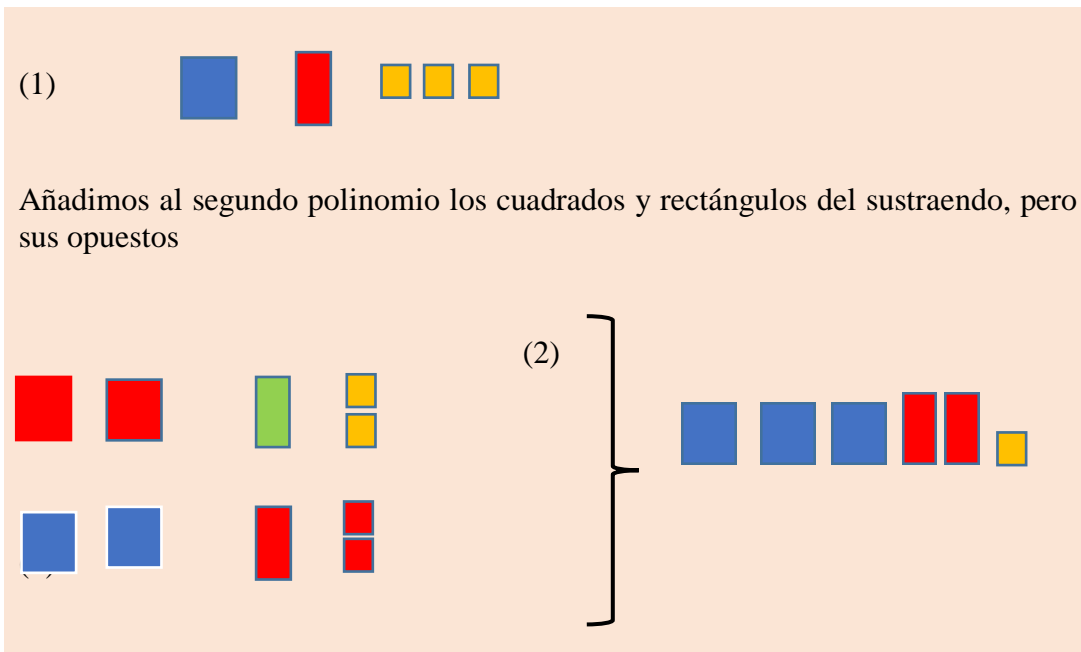 (1)
Añadimos al segundo polinomio los cuadrados y rectángulos del sustraendo, pero
sus opuestos
(2)